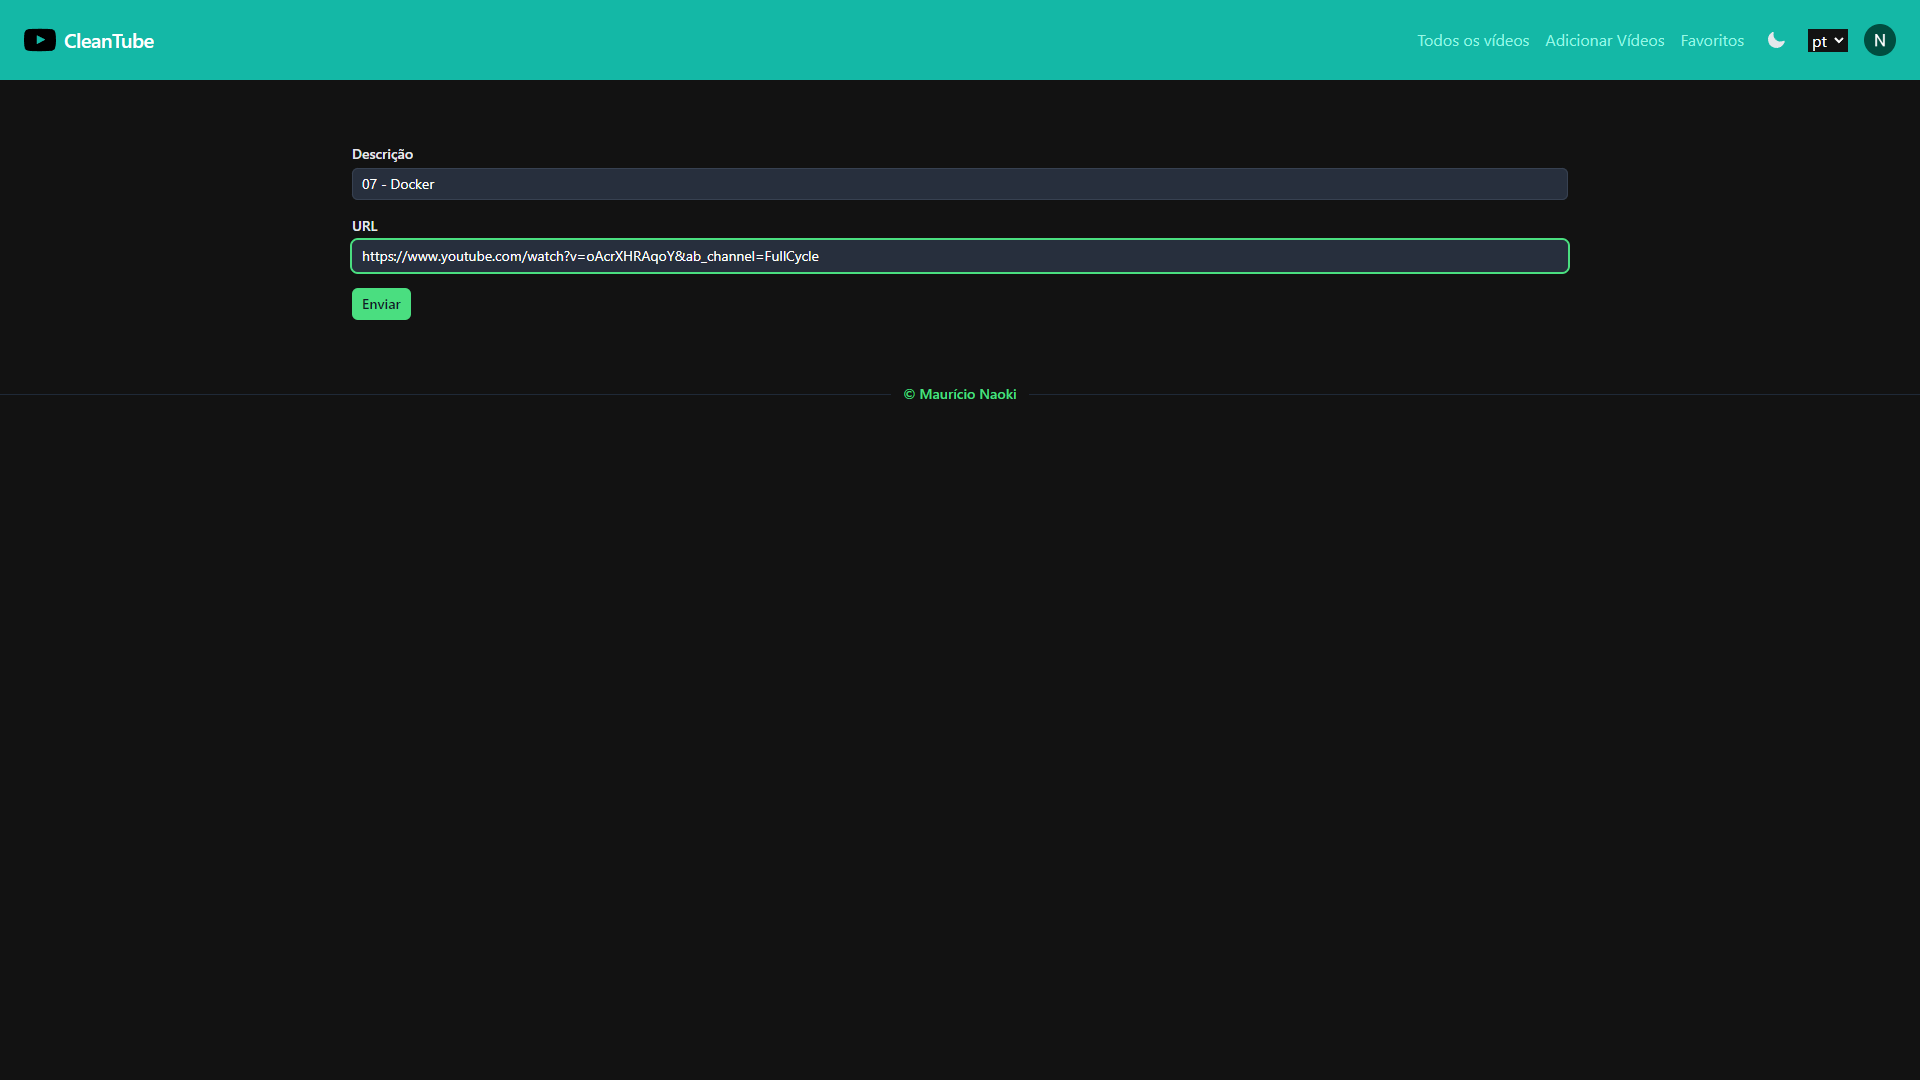 CleanTube
Todos os vídeos Adicionar Vídeos Favoritos pt N
Descrição
07 - Docker
URL
https://www.youtube.com/watch?v=oAcrXHRAqoY&ab_channel=FullCycle
Enviar
© Maurício Naoki